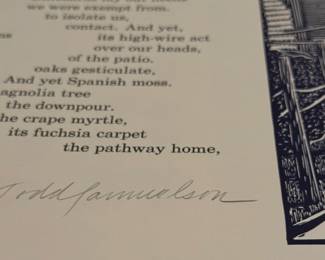 we were exempt from.
to isolate us,
contact. And yet,
its high-wire act
over our heads,
of the patio.
oaks gesticulate,
And yet Spanish moss.
agnolia tree
the downpour.
he crape myrtle,
its fuchsia carpet
the pathway home,
Todd Samuelson